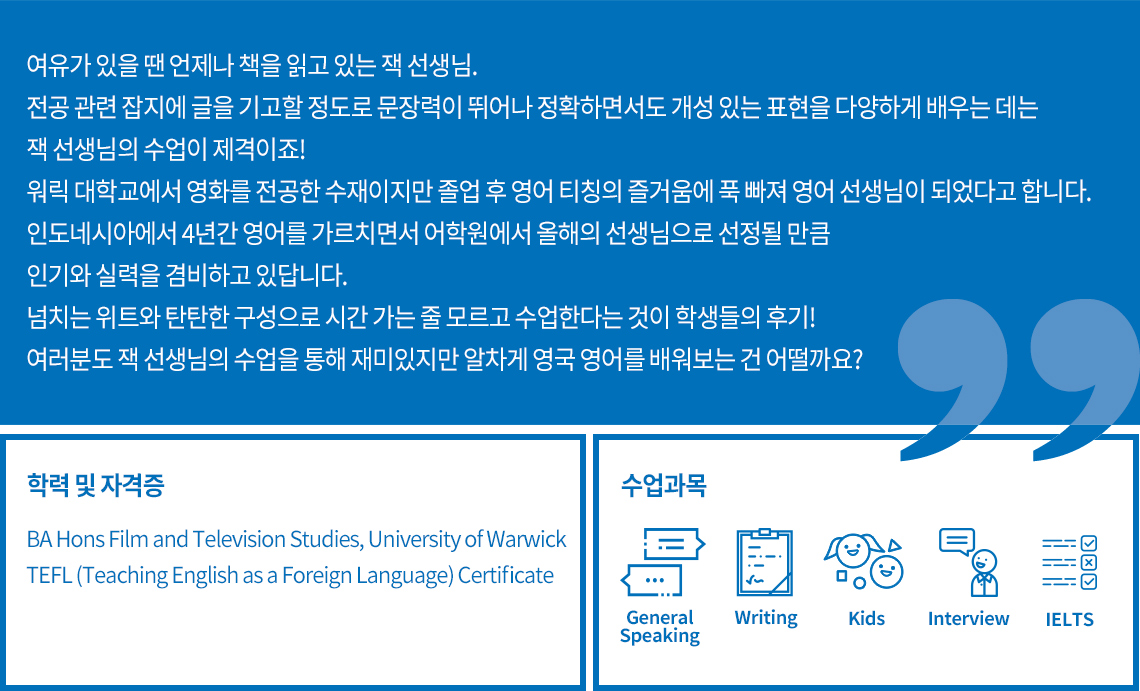 여유가 있을 땐 언제나 책을 읽고 있는 잭 선생님.
전공 관련 잡지에 글을 기고할 정도로 문장력이 뛰어나 정확하면서도 개성 있는 표현을 다양하게 배우는 데는
잭 선생님의 수업이 제격이죠!
워릭 대학교에서 영화를 전공한 수재이지만 졸업 후 영어 티칭의 즐거움에 푹 빠져 영어 선생님이 되었다고 합니다.
인도네시아에서 4년간 영어를 가르치면서 어학원에서 올해의 선생님으로 선정될 만큼
인기와 실력을 겸비하고 있답니다.
넘치는 위트와 탄탄한 구성으로 시간 가는 줄 모르고 수업한다는 것이 학생들의 후기!
여러분도 잭 선생님의 수업을 통해 재미있지만 알차게 영국 영어를 배워보는 건 어떨까요?
”
학력 및 자격증
BA Hons Film and Television Studies, University of Warwick
TEFL (Teaching English as a Foreign Language) Certificate
수업과목
General
Speaking
Writing
Kids
Interview
IELTS